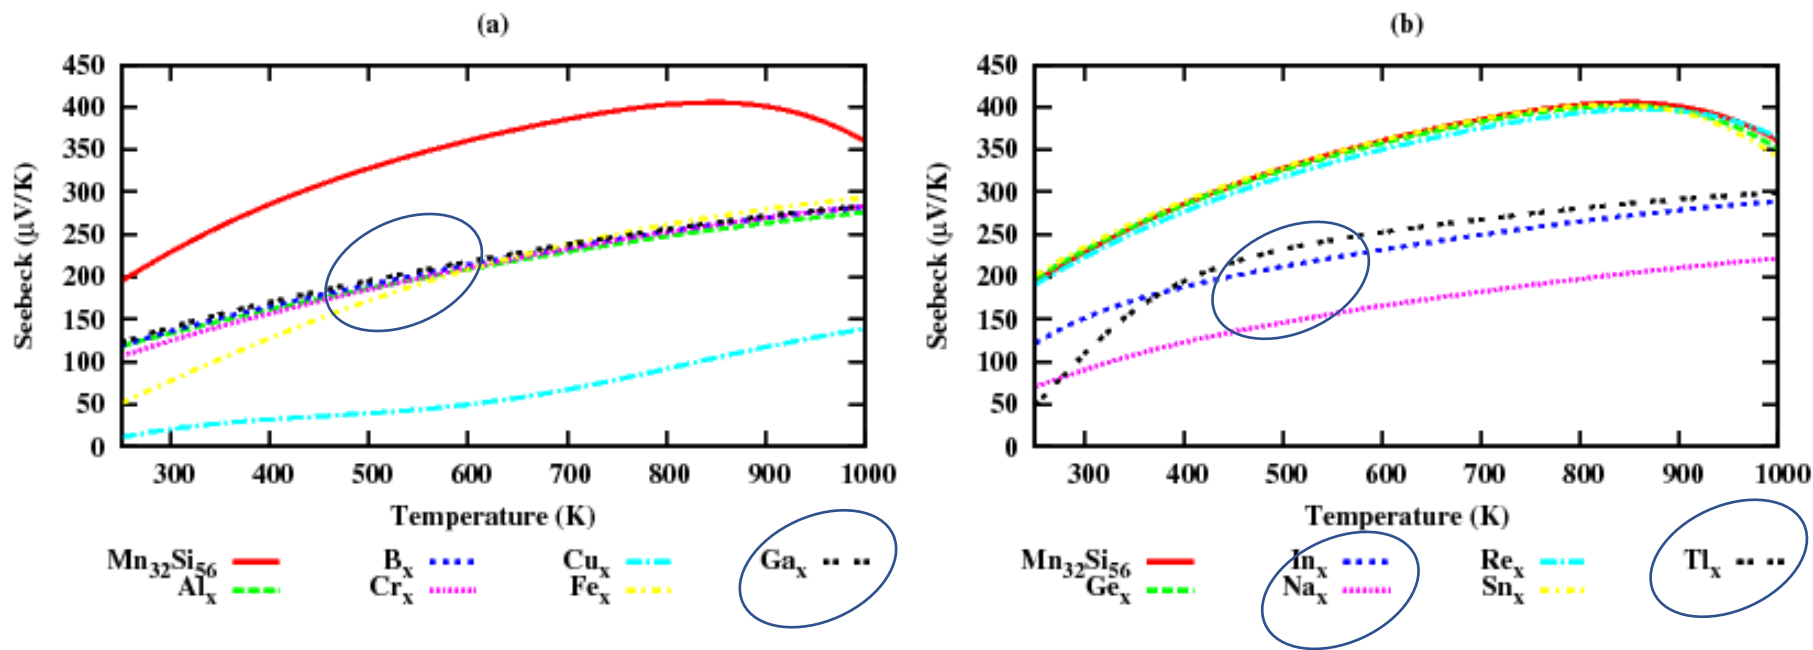 (a)
Seebeck (μV/K)
450
400
350
300
250
200
150
100
50
0
300 400 500 600 700 800 900 1000
Temperature (K)
Mn32Si56 Bx Cux Gax
Alx Crx Fex
(b)
Seebeck (μV/K)
450
400
350
300
250
200
150
100
50
0
300 400 500 600 700 800 900 1000
Temperature (K)
Mn32Si56 Inx Rex Tlx
Gex Nax Snx